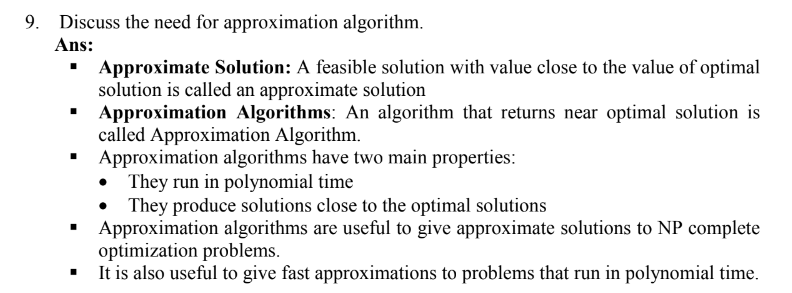 9. Discuss the need for approximation algorithm.
Ans:
▪ Approximate Solution: A feasible solution with value close to the value of optimal
solution is called an approximate solution
▪ Approximation Algorithms: An algorithm that returns near optimal solution is
called Approximation Algorithm.
▪ Approximation algorithms have two main properties:
• They run in polynomial time
• They produce solutions close to the optimal solutions
▪ Approximation algorithms are useful to give approximate solutions to NP complete
optimization problems.
▪ It is also useful to give fast approximations to problems that run in polynomial time.